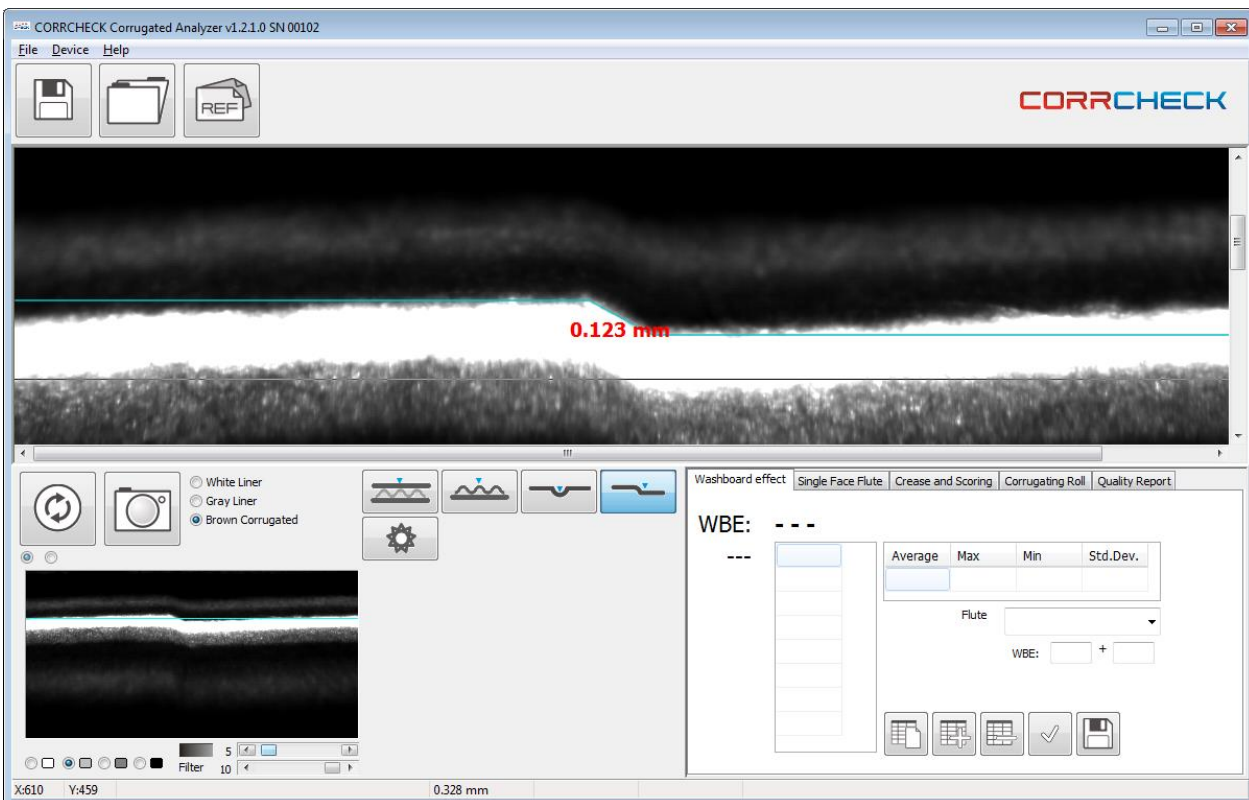 CORRCHECK Corrugated Analyzer v1.2.1.0 SN 00102
File Device Help
REF
CORRCHECK
0.123 mm
White Liner
Gray Liner
Brown Corrugated
Washboard effect Single Face Flute Crease and Scoring Corrugating Roll Quality Report
WBE: ---
---
Average Max Min Std.Dev.
Flute
WBE: +
5
Filter 10
X:610 Y:459 0.328 mm